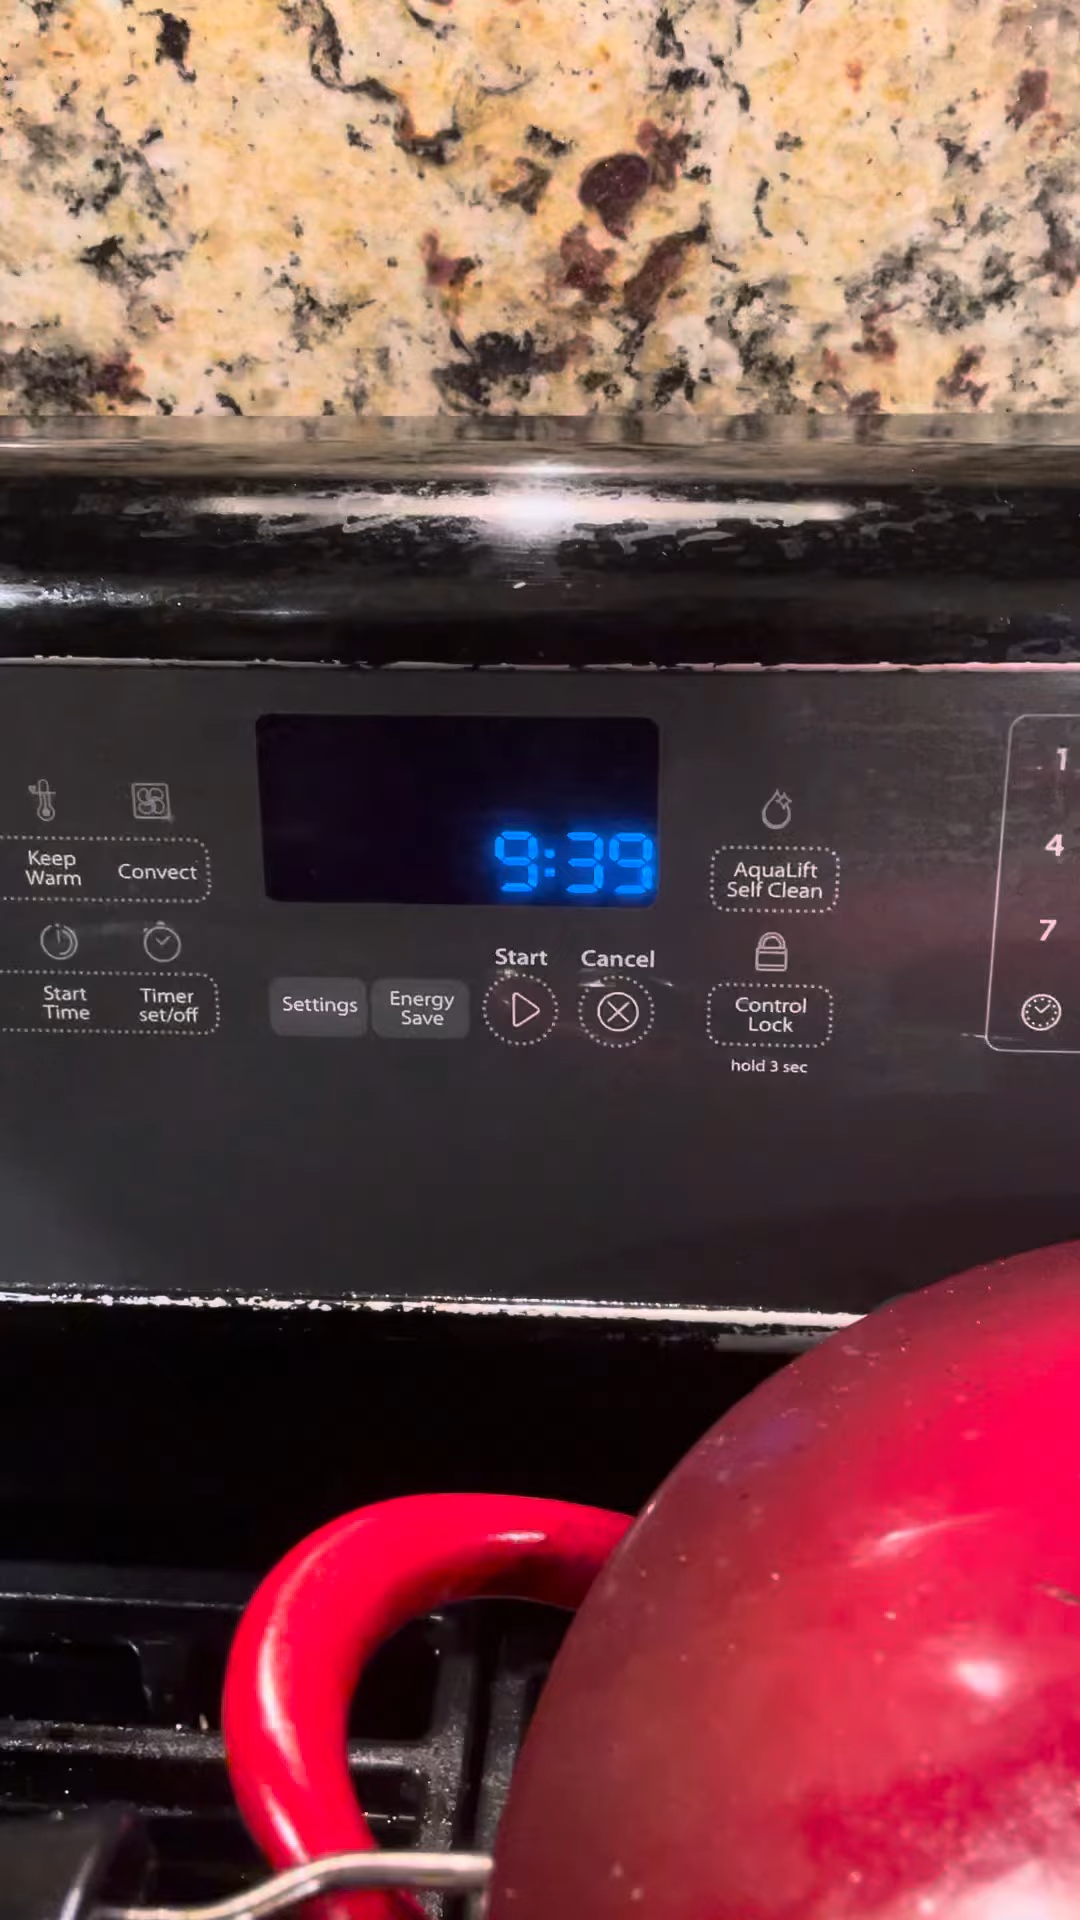 9:39
Keep
Warm
Convect
Start
Time
Timer
set/off
Settings
Energy
Save
Start
Cancel
AquaLift
Self Clean
Control
Lock
hold 3 sec
1
4
7